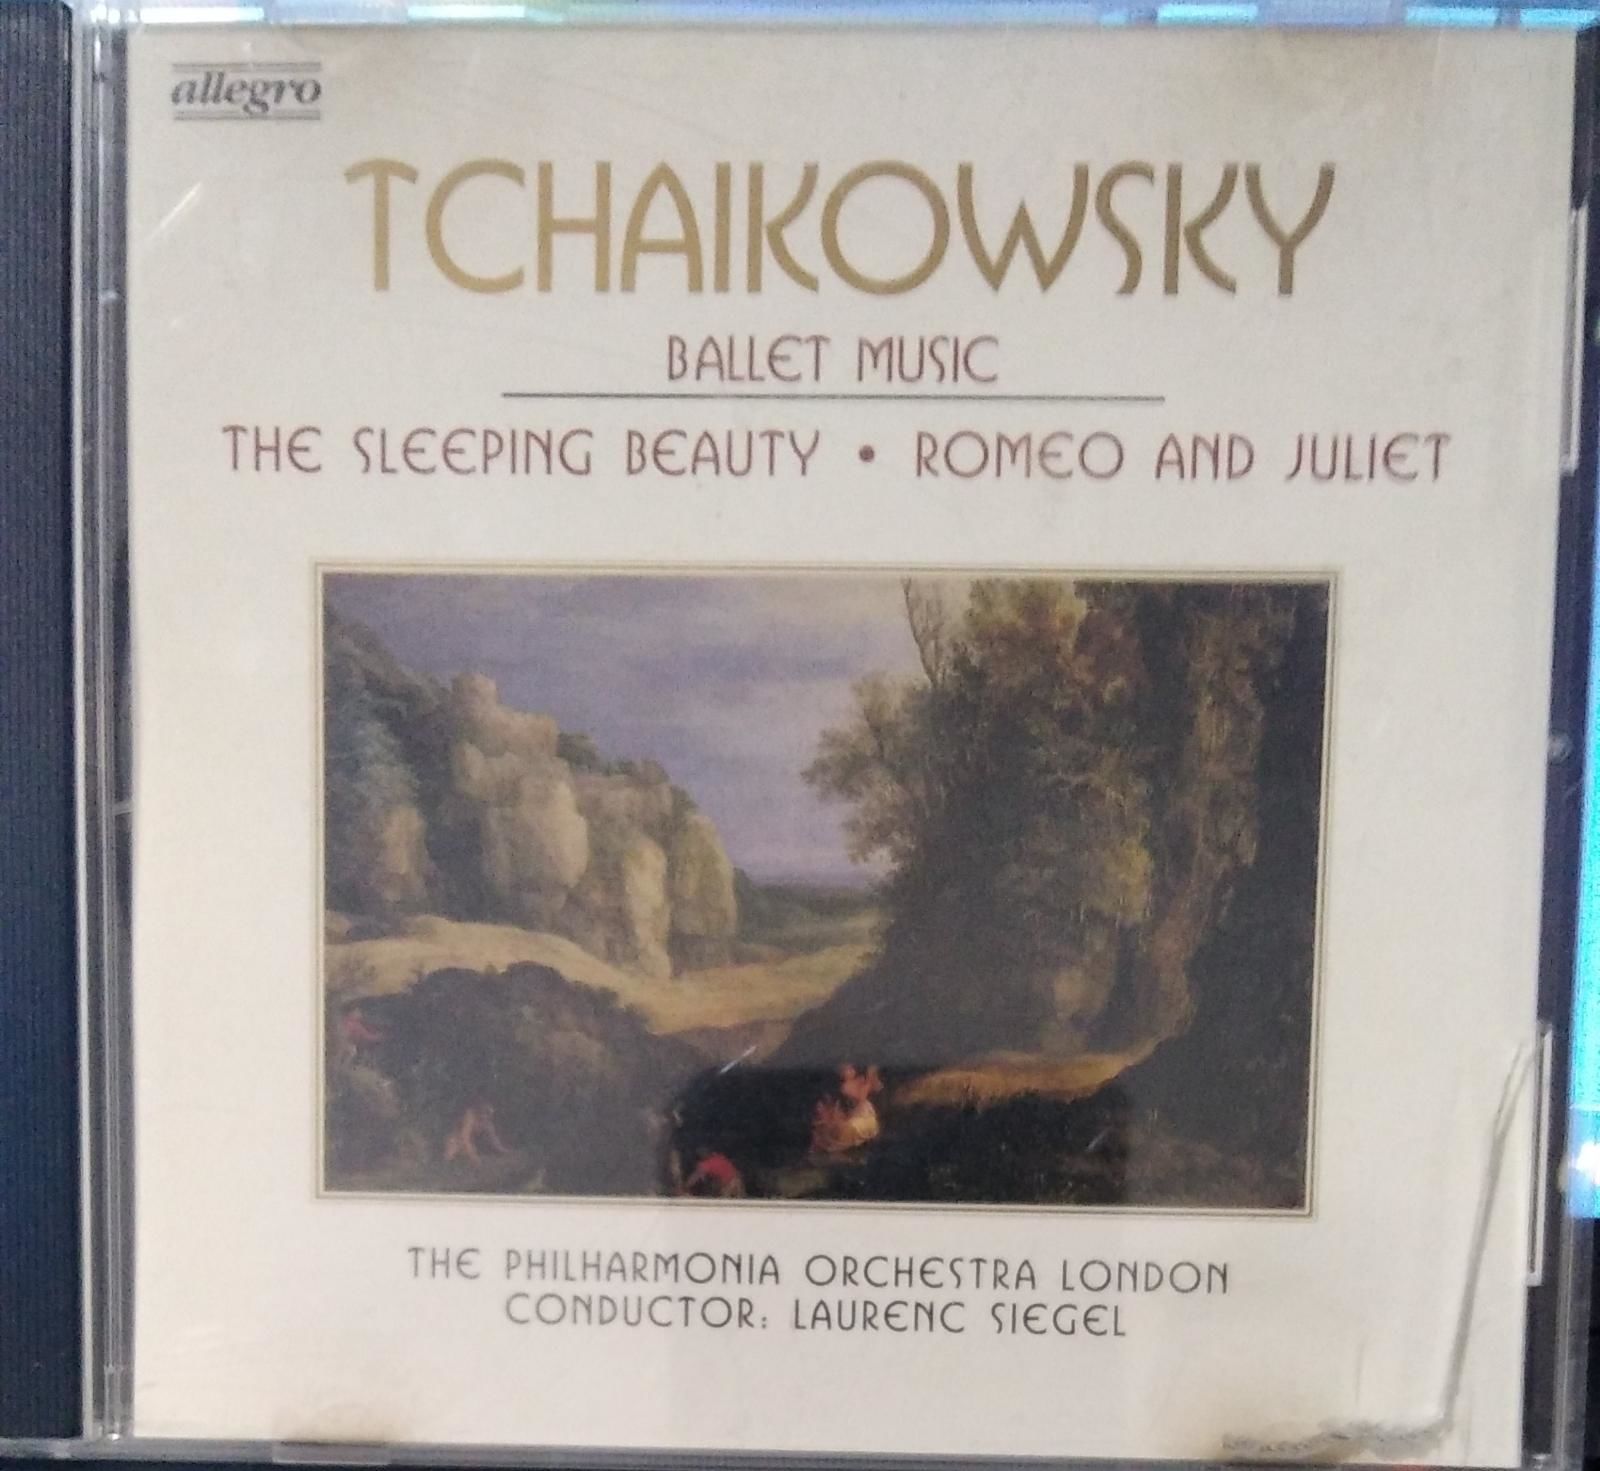 allegro
TCHAIKOWSKY
BALLET MUSIC
THE SLEEPING BEAUTY • ROMEO AND JULIET
THE PHILHARMONIA ORCHESTRA LONDON
CONDUCTOR: LAURENC SIEGEL